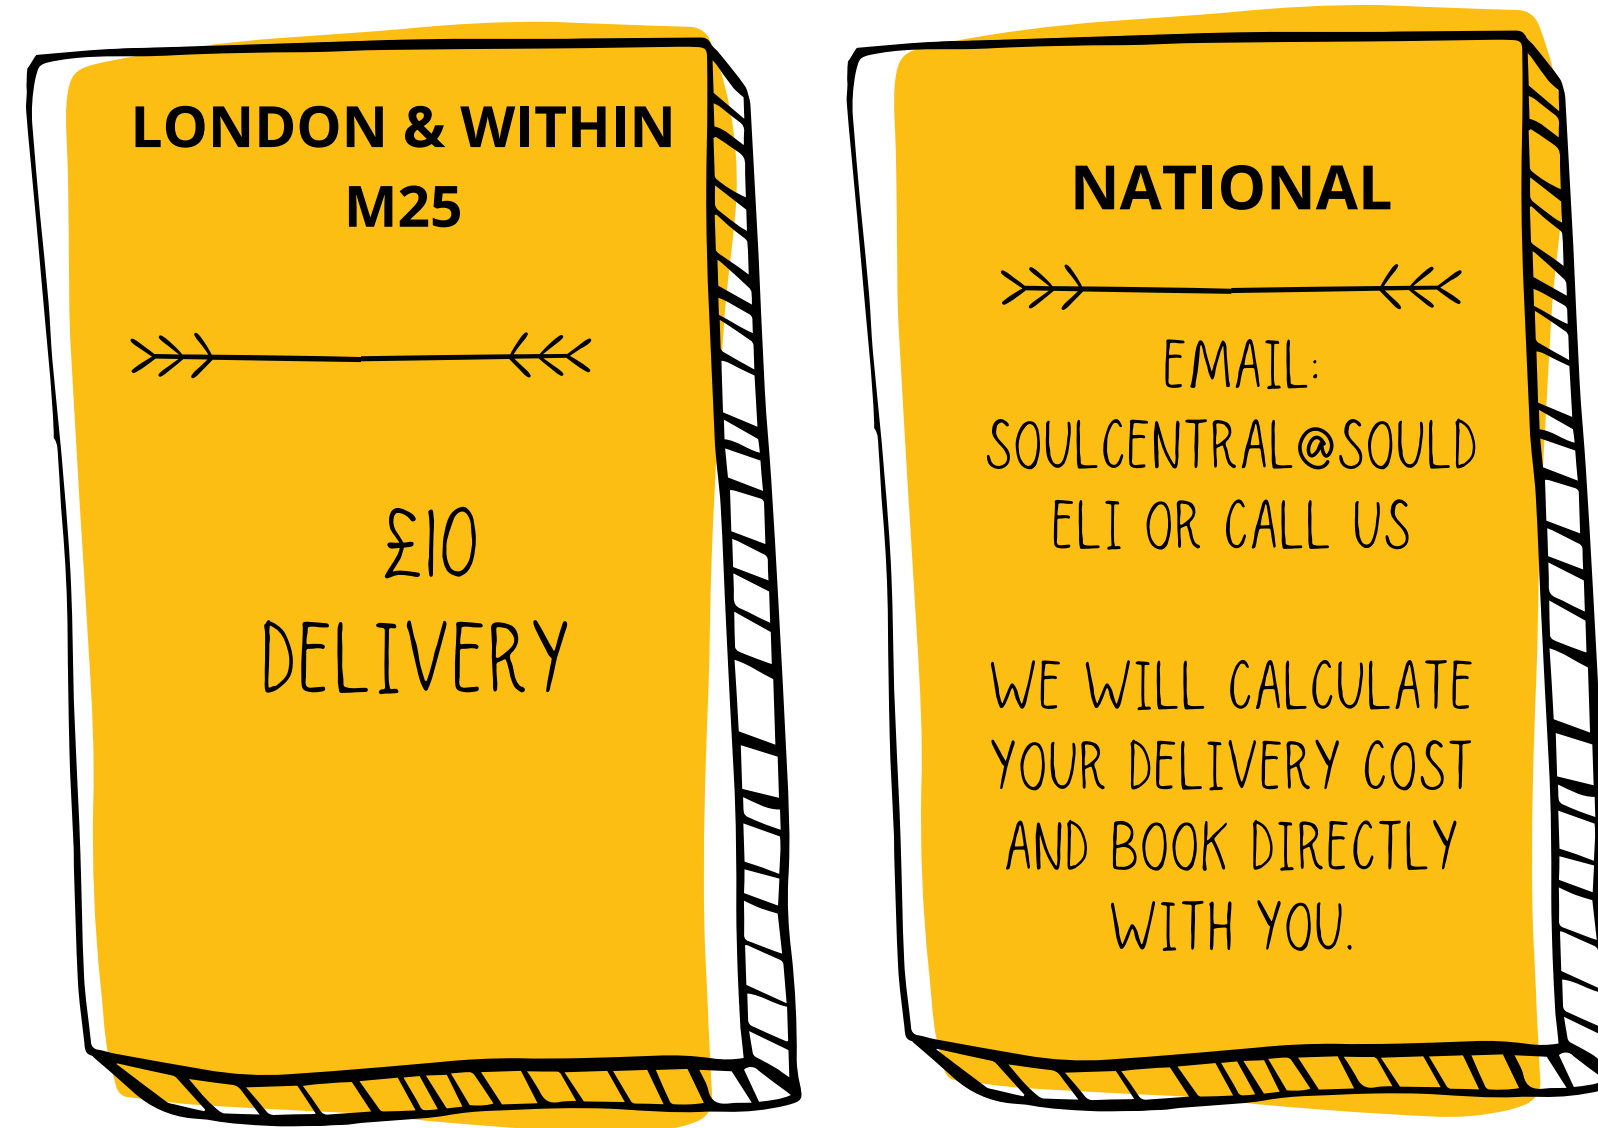 LONDON & WITHIN
M25
£10
DELIVERY
NATIONAL
EMAIL:
SOULCENTRAL@SOULD
ELI OR CALL US
WE WILL CALCULATE
YOUR DELIVERY COST
AND BOOK DIRECTLY
WITH YOU.